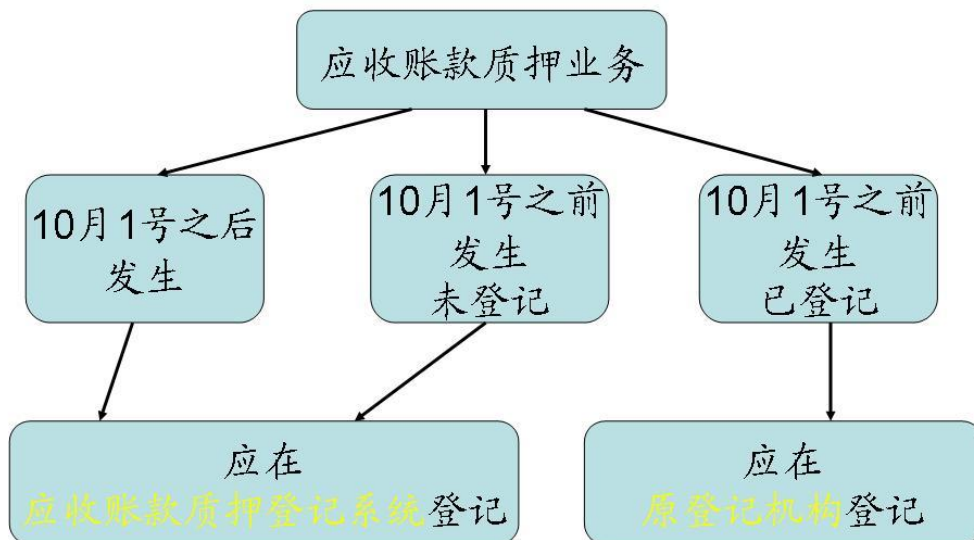 应收账款质押业务
10月1号之后
发生
10月1号之前
发生
未登记
10月1号之前
发生
已登记
应在
应收账款质押登记系统登记
应在
原登记机构登记